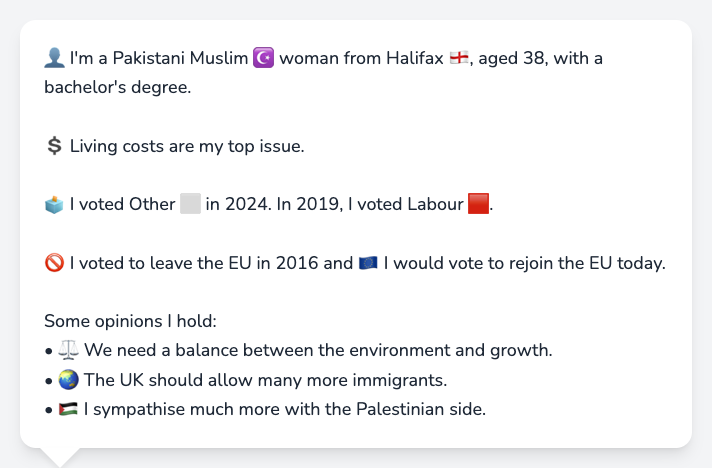 👤 I'm a Pakistani Muslim ☪️ woman from Halifax 🏴󠁧󠁢󠁥󠁮󠁧󠁿, aged 38, with a
bachelor's degree.
💲 Living costs are my top issue.
🗳️ I voted Other ⬜ in 2024. In 2019, I voted Labour 🟥.
🚫 I voted to leave the EU in 2016 and 🇪🇺 I would vote to rejoin the EU today.
Some opinions I hold:
• ⚖️ We need a balance between the environment and growth.
• 🌏 The UK should allow many more immigrants.
• 🇵🇸 I sympathise much more with the Palestinian side.